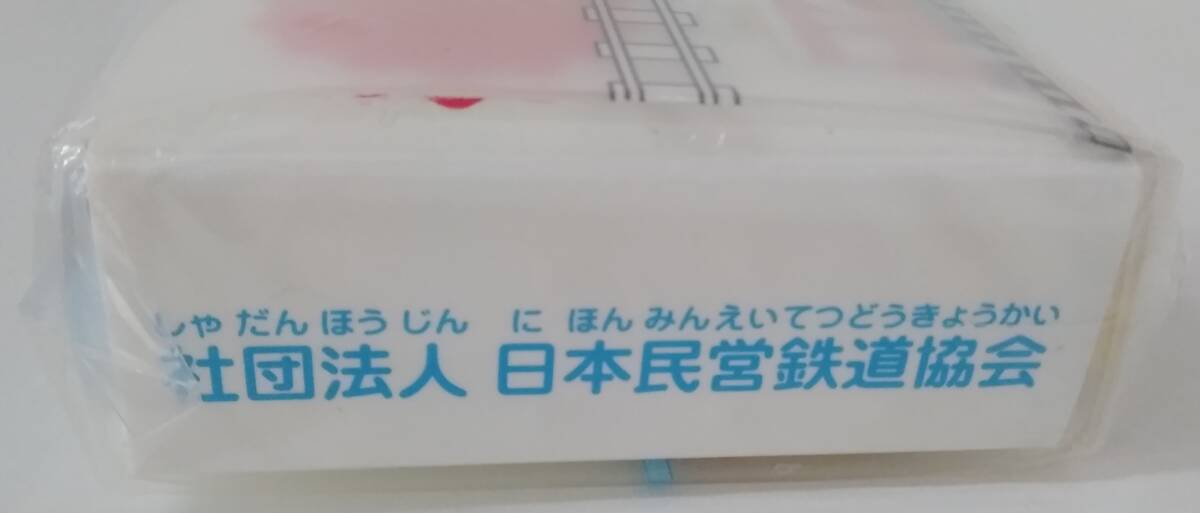 しゃ だん ほう じん に ほん みん えい てつ どう きょう かい
社団法人 日本民営鉄道協会